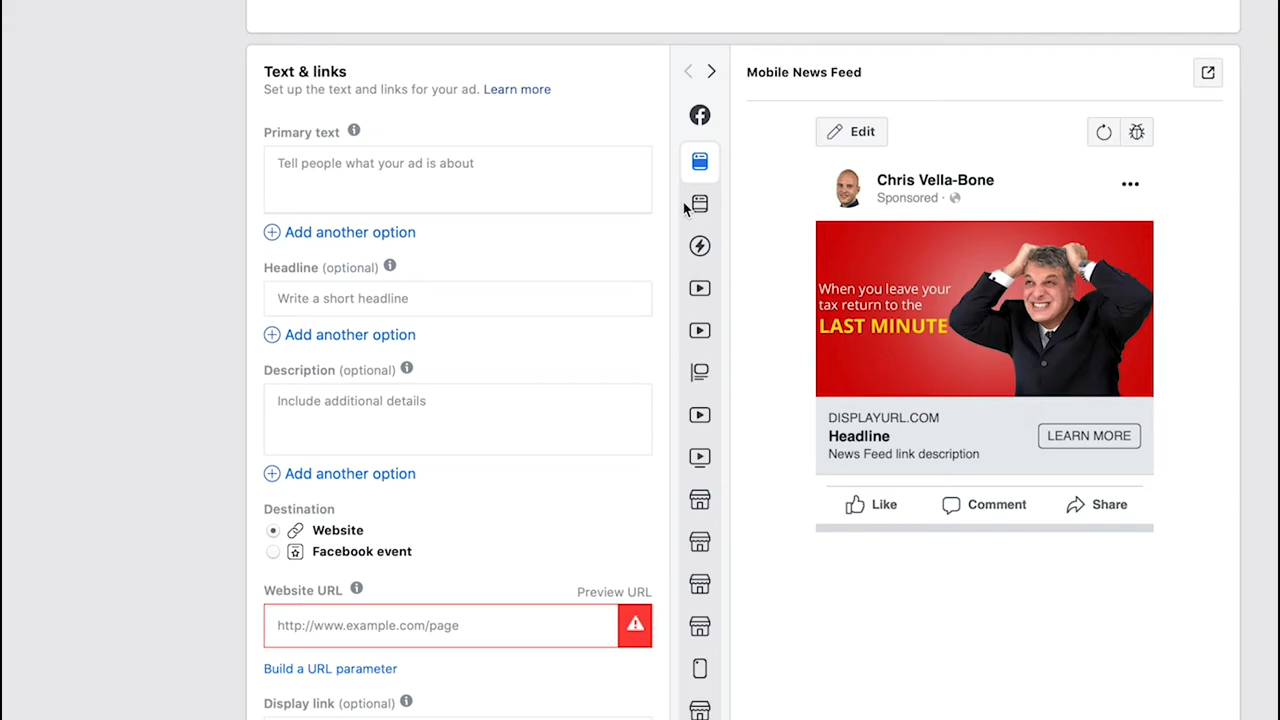 Text & links
Set up the text and links for your ad. Learn more
Primary text
Tell people what your ad is about
Add another option
Headline (optional)
Write a short headline
Add another option
Description (optional)
Include additional details
Add another option
Destination
Website
Facebook event
Website URL
Preview URL
http://www.example.com/page
Build a URL parameter
Display link (optional)
Mobile News Feed
Edit
Chris Vella-Bone
Sponsored ·
When you leave your
tax return to the
LAST MINUTE
DISPLAYURL.COM
Headline
News Feed link description
LEARN MORE
Like
Comment
Share